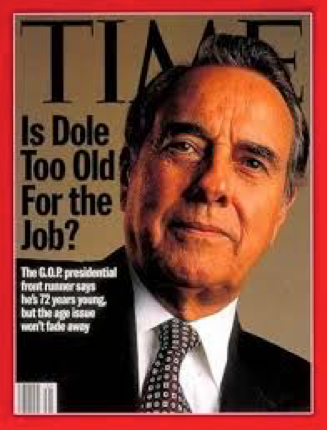 TIME
Is Dole
Too Old
For the
Job?
The G.O.P. presidential
front runner says
he's 72 years young,
but the age issue
won't fade away